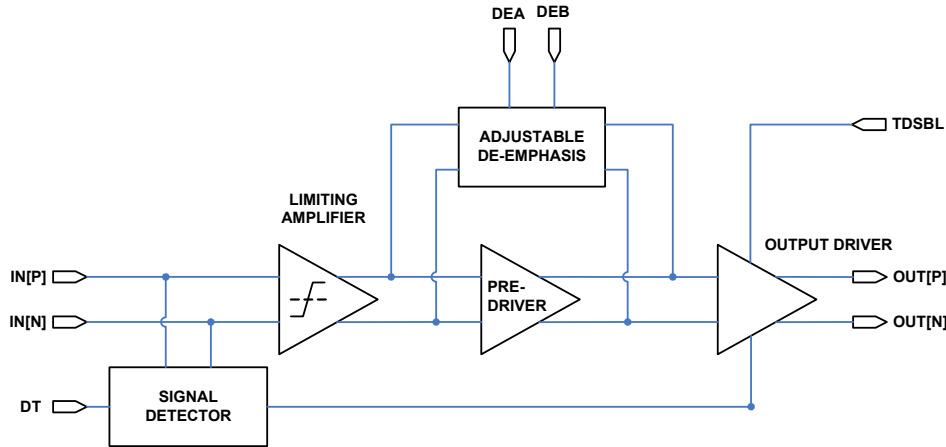 DEA
DEB
ADJUSTABLE
DE-EMPHASIS
TDSBL
LIMITING
AMPLIFIER
OUTPUT DRIVER
IN[P]
PRE-
DRIVER
OUT[P]
IN[N]
OUT[N]
SIGNAL
DETECTOR
DT